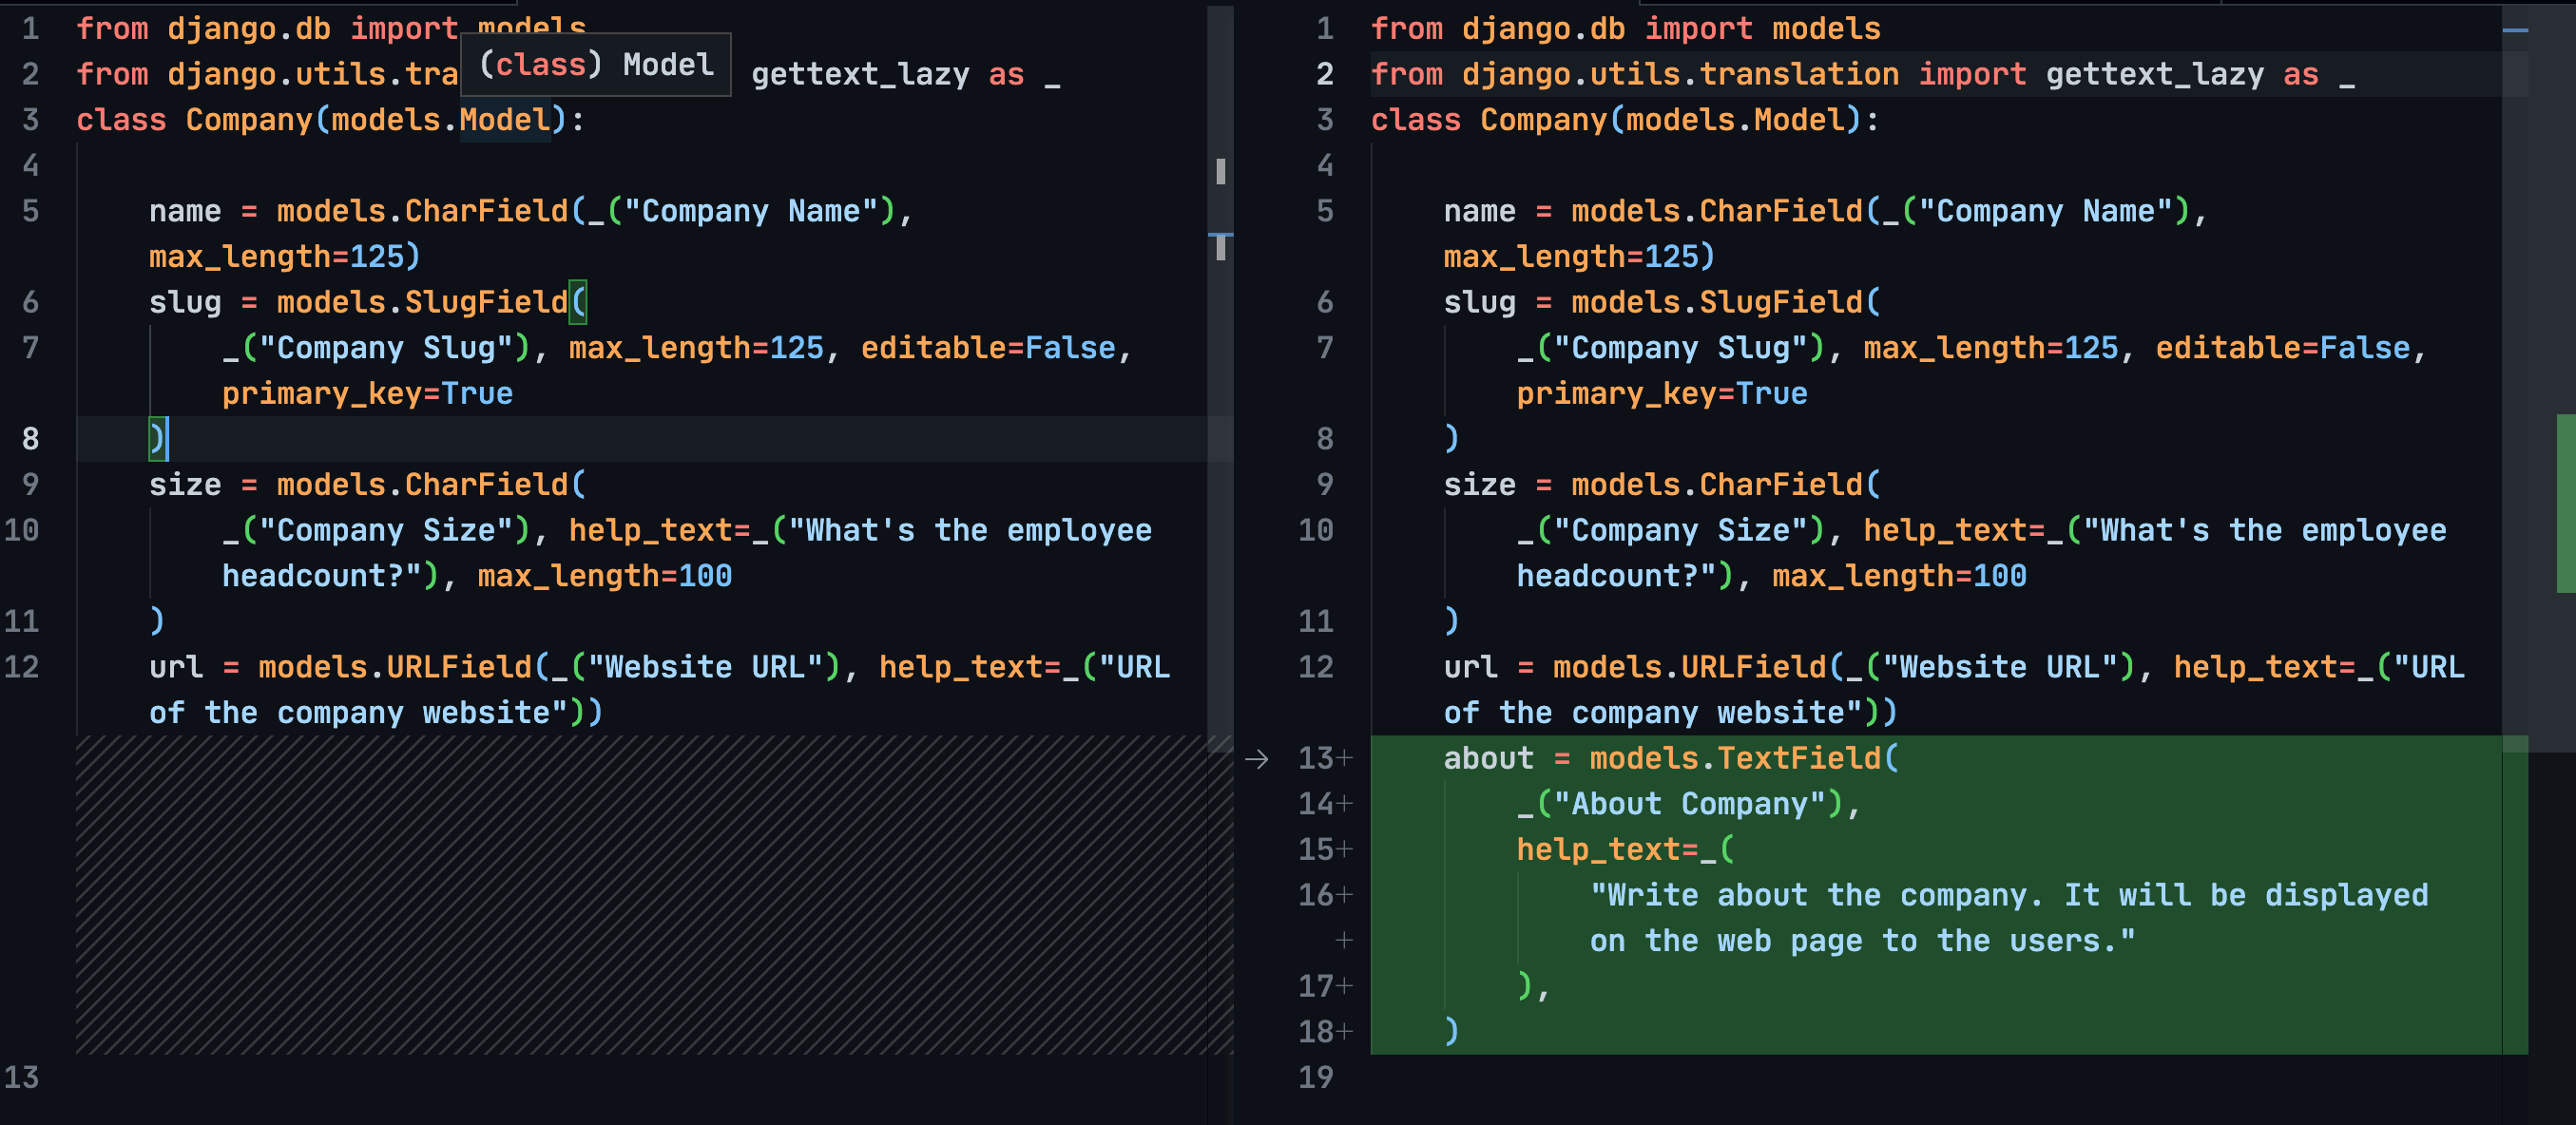 1 from django.db import models
2 from django.utils.tra gettext_lazy as _
(class) Model
3 class Company(models.Model):
4
5 name = models.CharField(_("Company Name"),
max_length=125)
6 slug = models.SlugField(
7 _("Company Slug"), max_length=125, editable=False,
primary_key=True
8 )
9 size = models.CharField(
10 _("Company Size"), help_text=_("What's the employee
headcount?"), max_length=100
11 )
12 url = models.URLField(_("Website URL"), help_text=_("URL
of the company website"))
13
1 from django.db import models
2 from django.utils.translation import gettext_lazy as _
3 class Company(models.Model):
4
5 name = models.CharField(_("Company Name"),
max_length=125)
6 slug = models.SlugField(
7 _("Company Slug"), max_length=125, editable=False,
primary_key=True
8 )
9 size = models.CharField(
10 _("Company Size"), help_text=_("What's the employee
headcount?"), max_length=100
11 )
12 url = models.URLField(_("Website URL"), help_text=_("URL
of the company website"))
→ 13+ about = models.TextField(
14+ _("About Company"),
15+ help_text=_(
16+ "Write about the company. It will be displayed
+ on the web page to the users."
17+ ),
18+ )
19